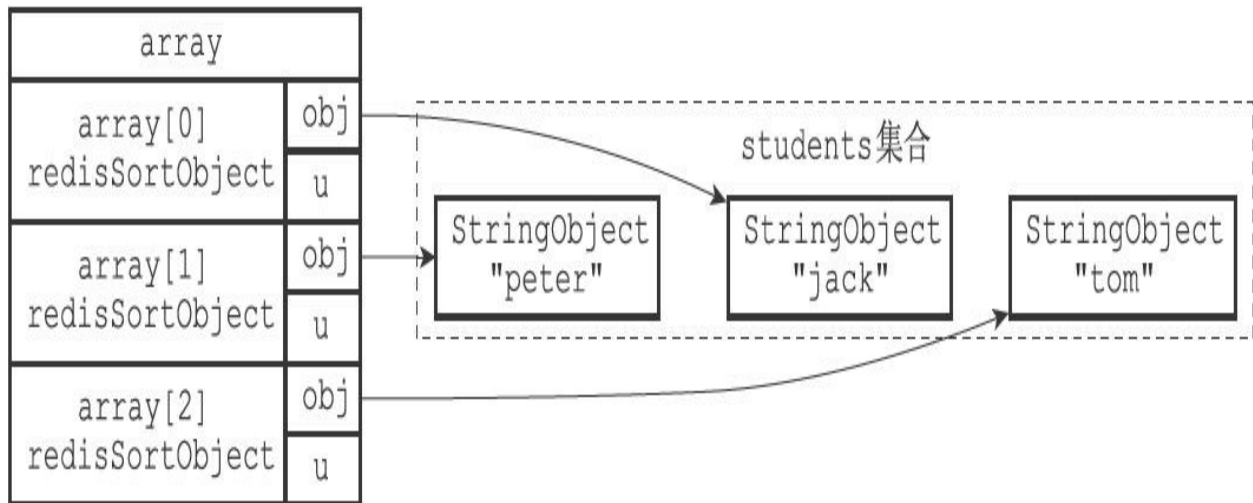 array
array[0]
redisSortObject
obj
u
array[1]
redisSortObject
obj
u
array[2]
redisSortObject
obj
u
students集合
StringObject
"peter"
StringObject
"jack"
StringObject
"tom"